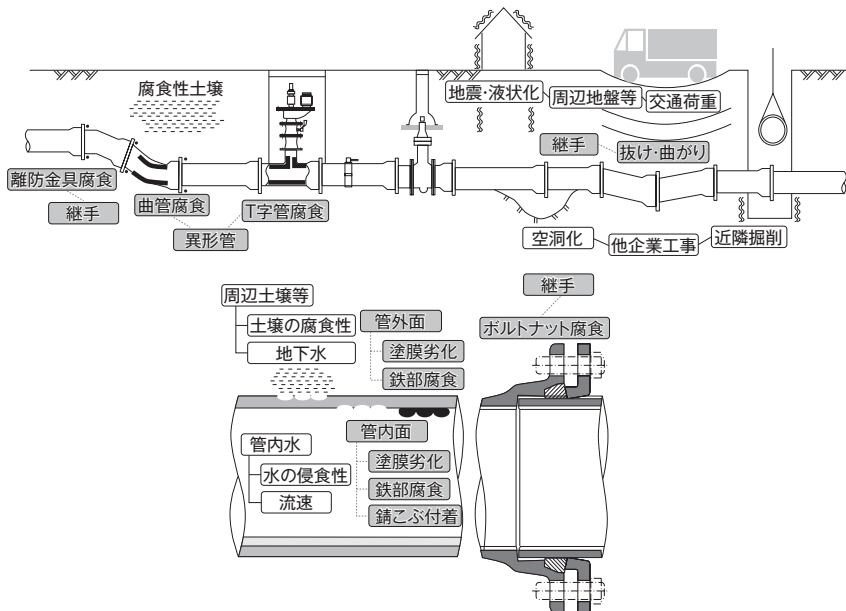 腐食性土壌
地震・液状化
周辺地盤等
交通荷重
継手
抜け・曲がり
離防金具腐食
継手
曲管腐食
T字管腐食
異形管
空洞化
他企業工事
近隣掘削
周辺土壌等
土壌の腐食性
地下水
管外面
塗膜劣化
鉄部腐食
継手
ボルトナット腐食
管内水
水の侵食性
流速
管内面
塗膜劣化
鉄部腐食
錆こぶ付着